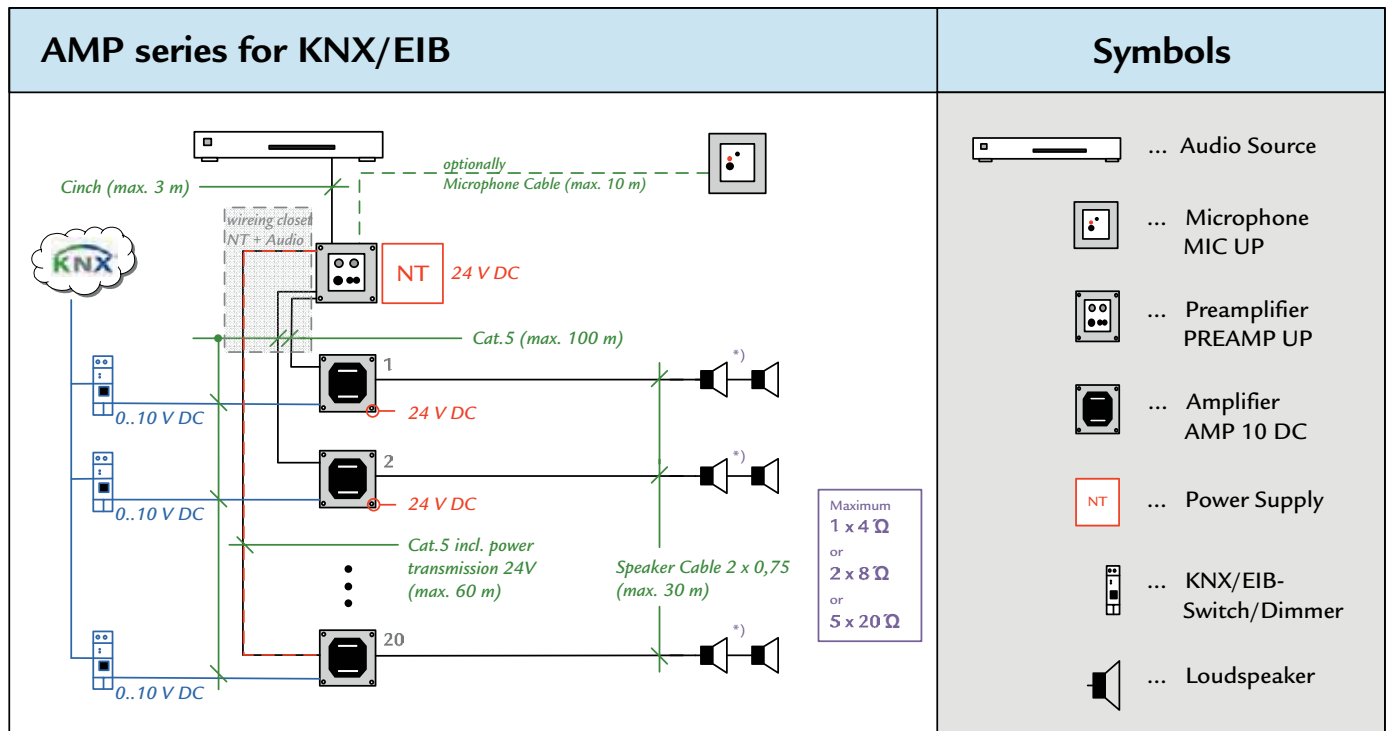 AMP series for KNX/EIB
Symbols
optionally
Microphone Cable (max. 10 m)
Cinch (max. 3 m)
wireing closet
NT + Audio
KNX
NT
24 V DC
Cat.5 (max. 100 m)
1
*)
0..10 V DC
24 V DC
2
*)
0..10 V DC
24 V DC
Cat.5 incl. power
transmission 24V
(max. 60 m)
Speaker Cable 2 x 0,75
(max. 30 m)
Maximum
1 x 4 Ω
or
2 x 8 Ω
or
5 x 20 Ω
20
*)
0..10 V DC
... Audio Source
... Microphone
MIC UP
... Preamplifier
PREAMP UP
... Amplifier
AMP 10 DC
NT
... Power Supply
... KNX/EIB-
Switch/Dimmer
... Loudspeaker